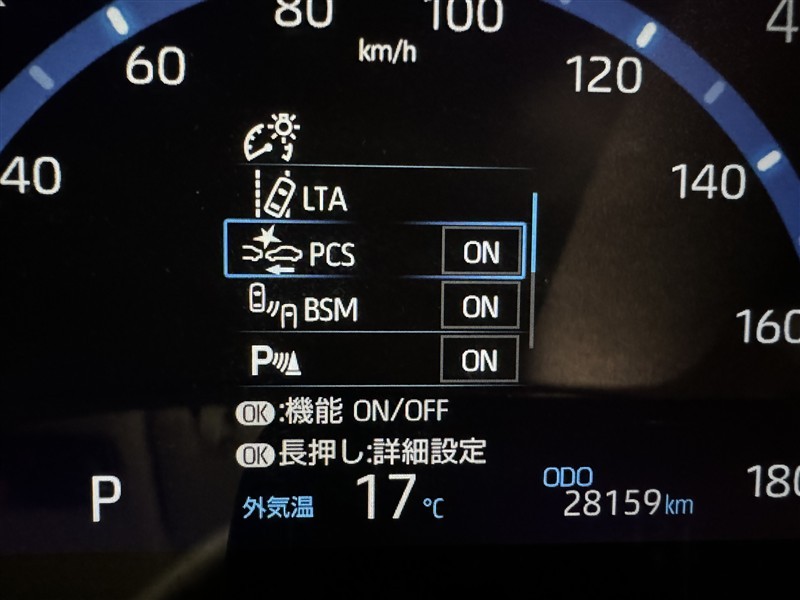 80 100 4
60 km/h 120
40 140
LTA
PCS ON
BSM ON
P ON
160
OK:機能 ON/OFF
OK長押し:詳細設定
P 外気温 17℃ ODO 28159km 180